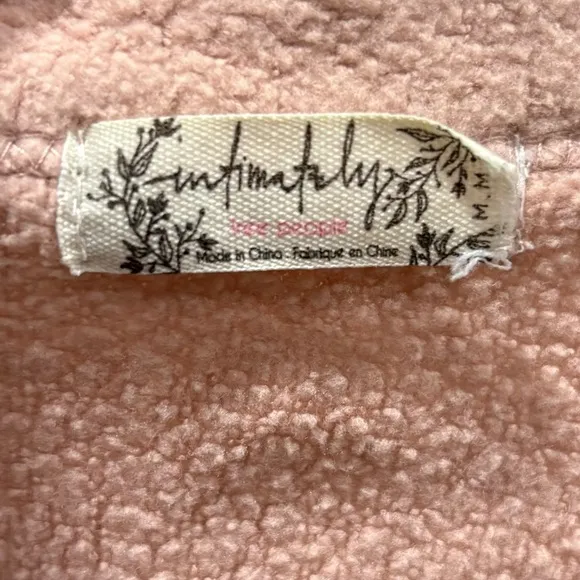 intimately
free people
Made in China . Fabriqué en Chine
M.M